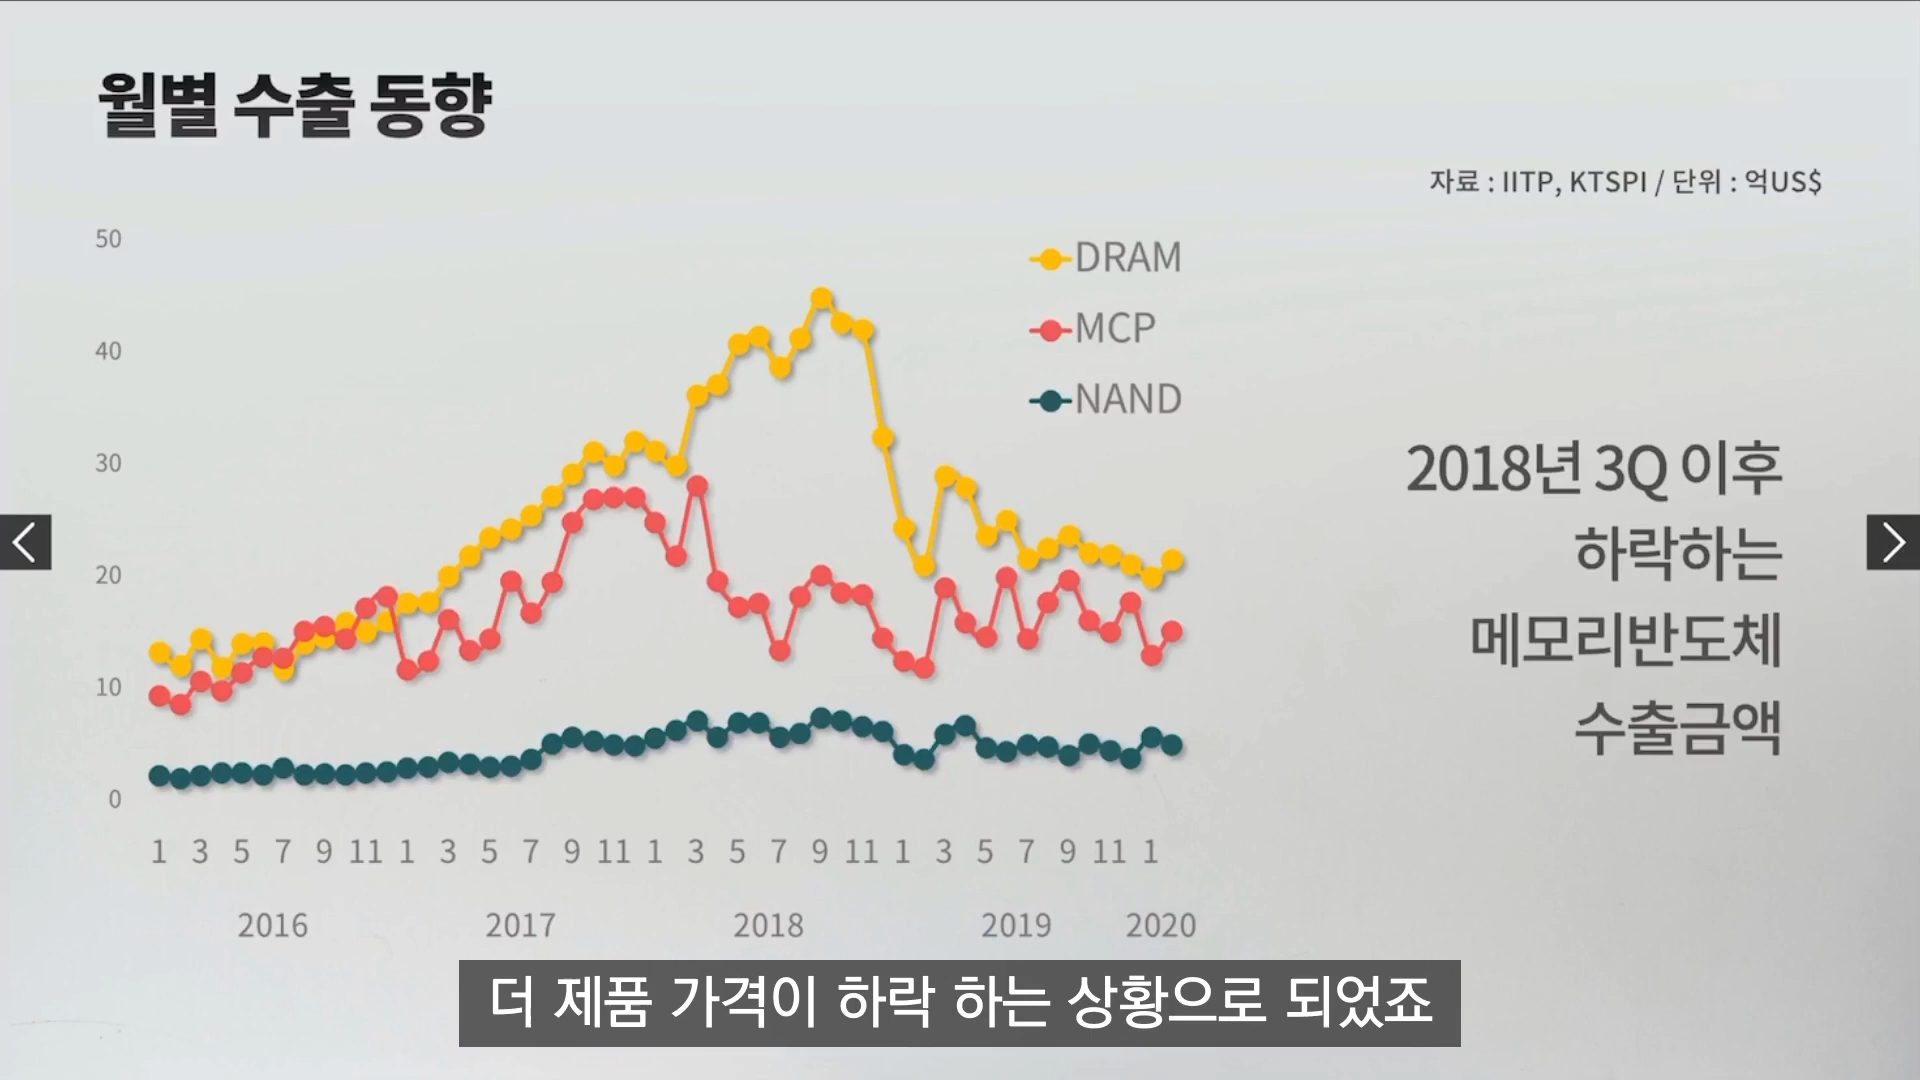 월별 수출 동향
자료 : IITP, KTSPI / 단위 : 억US$
50
40
30
20
10
0
DRAM
MCP
NAND
1 3 5 7 9 11 1 3 5 7 9 11 1 3 5 7 9 11 1 3 5 7 9 11 1
2016 2017 2018 2019 2020
2018년 3Q 이후
하락하는
메모리반도체
수출금액
더 제품 가격이 하락 하는 상황으로 되었죠